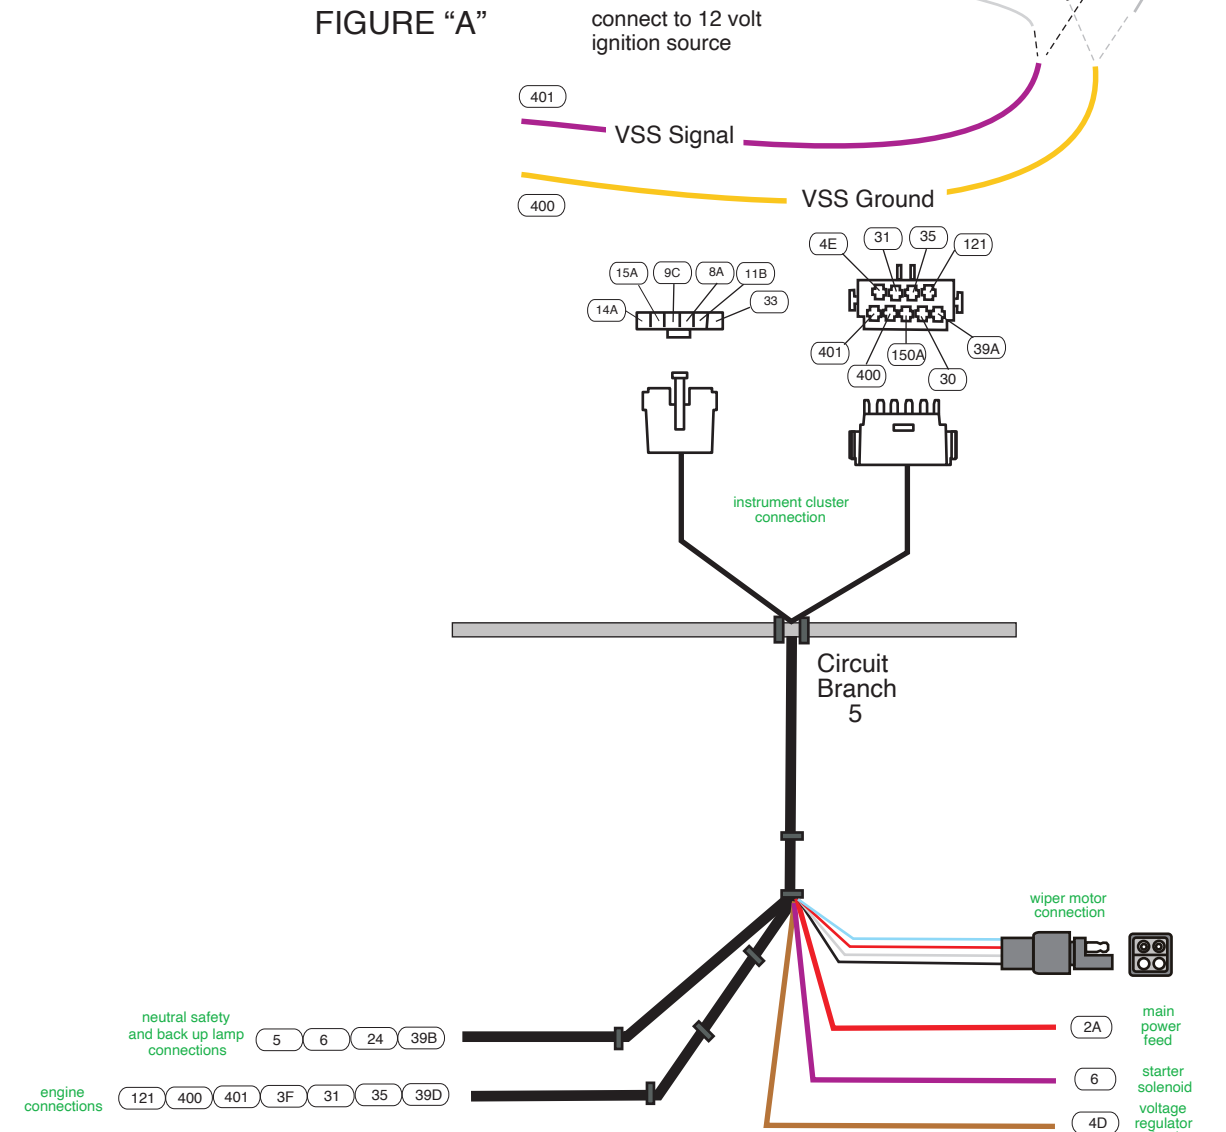 FIGURE “A”
connect to 12 volt
ignition source
401
VSS Signal
400
VSS Ground
4E
31
35
121
15A
9C
8A
11B
14A
33
401
400
150A
30
39A
instrument cluster
connection
Circuit
Branch
5
wiper motor
connection
neutral safety
and back up lamp
connections
5
6
24
39B
2A
main
power
feed
engine
connections
121
400
401
3F
31
35
39D
6
starter
solenoid
4D
voltage
regulator